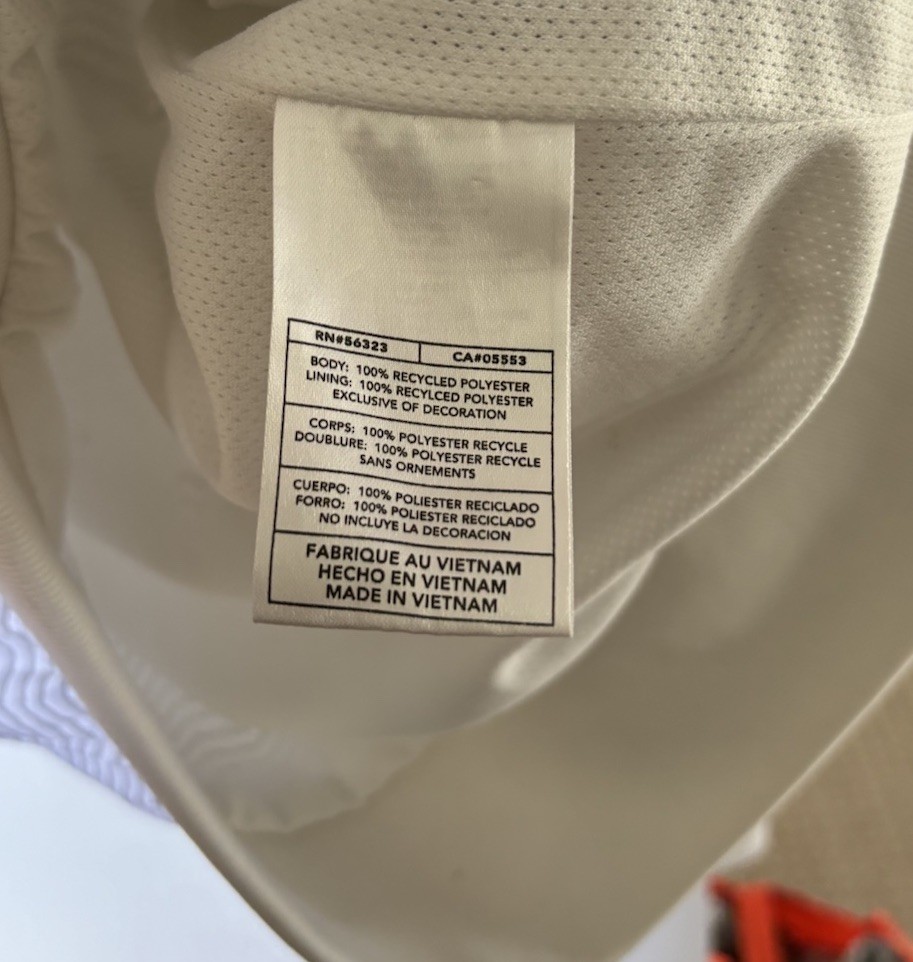 RN#56323 CA#05553
BODY: 100% RECYCLED POLYESTER
LINING: 100% RECYLCED POLYESTER
EXCLUSIVE OF DECORATION
CORPS: 100% POLYESTER RECYCLE
DOUBLURE: 100% POLYESTER RECYCLE
SANS ORNEMENTS
CUERPO: 100% POLIESTER RECICLADO
FORRO: 100% POLIESTER RECICLADO
NO INCLUYE LA DECORACION
FABRIQUE AU VIETNAM
HECHO EN VIETNAM
MADE IN VIETNAM